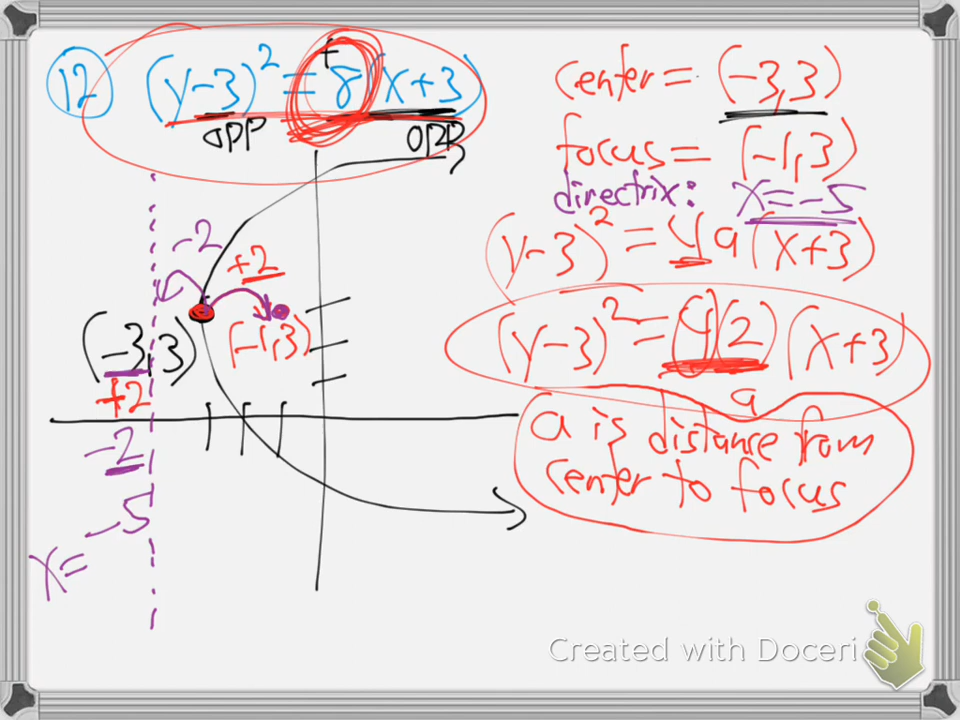 12 (y-3)² = 8(x+3)
+
opp opp
center = (-3,3)
focus = (-1,3)
directrix: x=-5
(y-3)² = 4a(x+3)
(y-3)² = (4)(2)(x+3)
a
a is distance from
center to focus
-2
+2
(-3,3)
(-1,3)
+2
-2
-5
x=
Created with Doceri